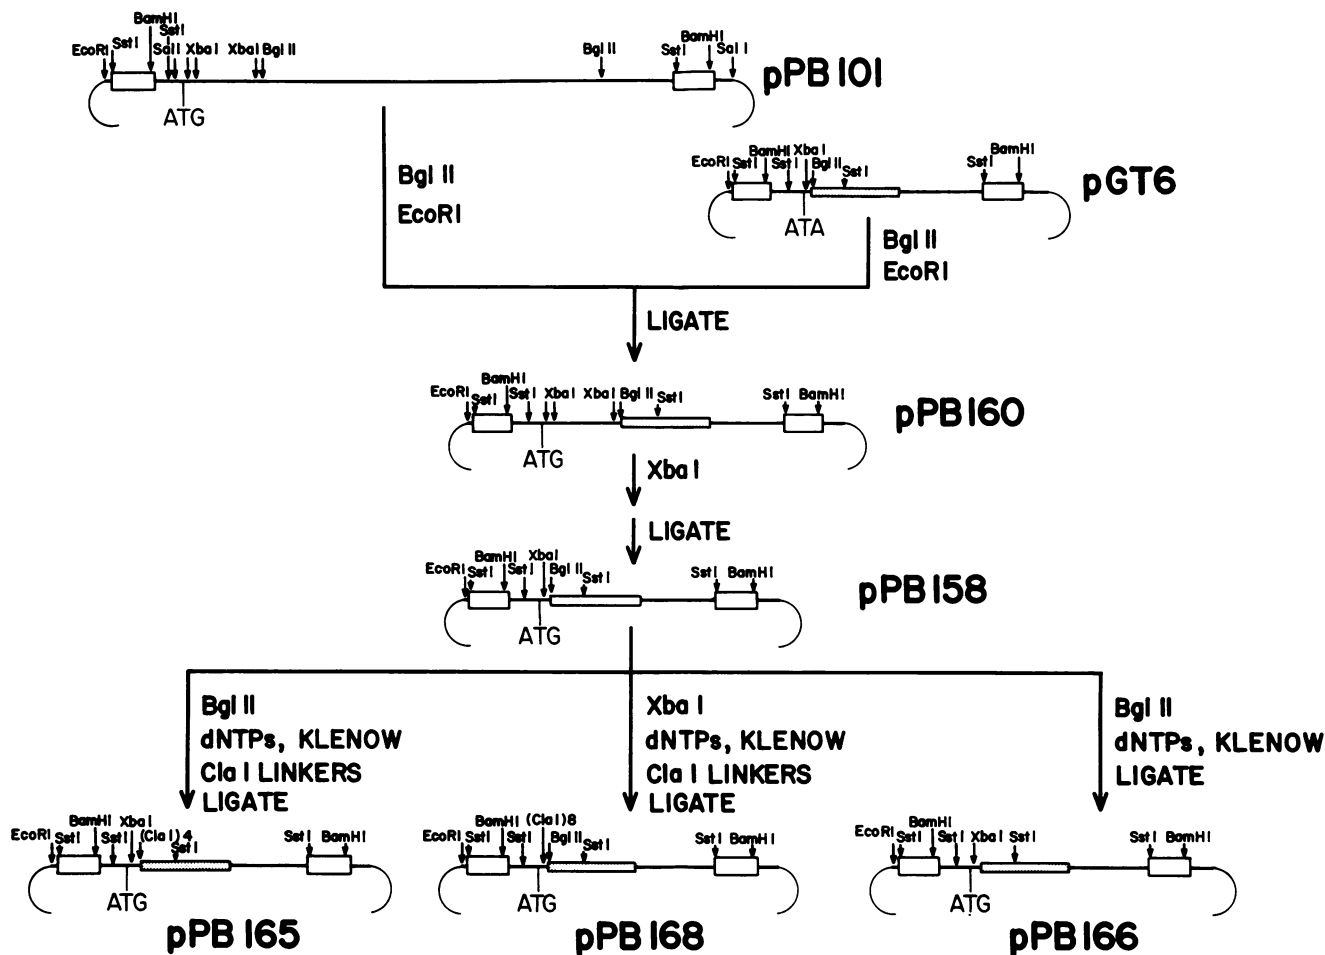 BamHI
SstI
SstI
EcoRI
SalI
XbaI
XbaI
BglII
BglII
SstI
BamHI
SalI
ATG
pPB101
BglII
EcoRI
EcoRI
SstI
BamHI
SstI
XbaI
BglII
SstI
SstI
BamHI
ATA
pGT6
BglII
EcoRI
LIGATE
EcoRI
SstI
BamHI
SstI
XbaI
XbaI
BglII
SstI
SstI
BamHI
ATG
pPB160
XbaI
LIGATE
EcoRI
SstI
BamHI
SstI
XbaI
BglII
SstI
SstI
BamHI
ATG
pPB158
BglII
dNTPs, KLENOW
ClaI LINKERS
LIGATE
XbaI
dNTPs, KLENOW
ClaI LINKERS
LIGATE
BglII
dNTPs, KLENOW
LIGATE
EcoRI
SstI
BamHI
SstI
XbaI
(ClaI)4
SstI
SstI
BamHI
ATG
pPB165
EcoRI
SstI
BamHI
SstI
(ClaI)8
BglII
SstI
SstI
BamHI
ATG
pPB168
EcoRI
SstI
BamHI
SstI
XbaI
SstI
SstI
BamHI
ATG
pPB166